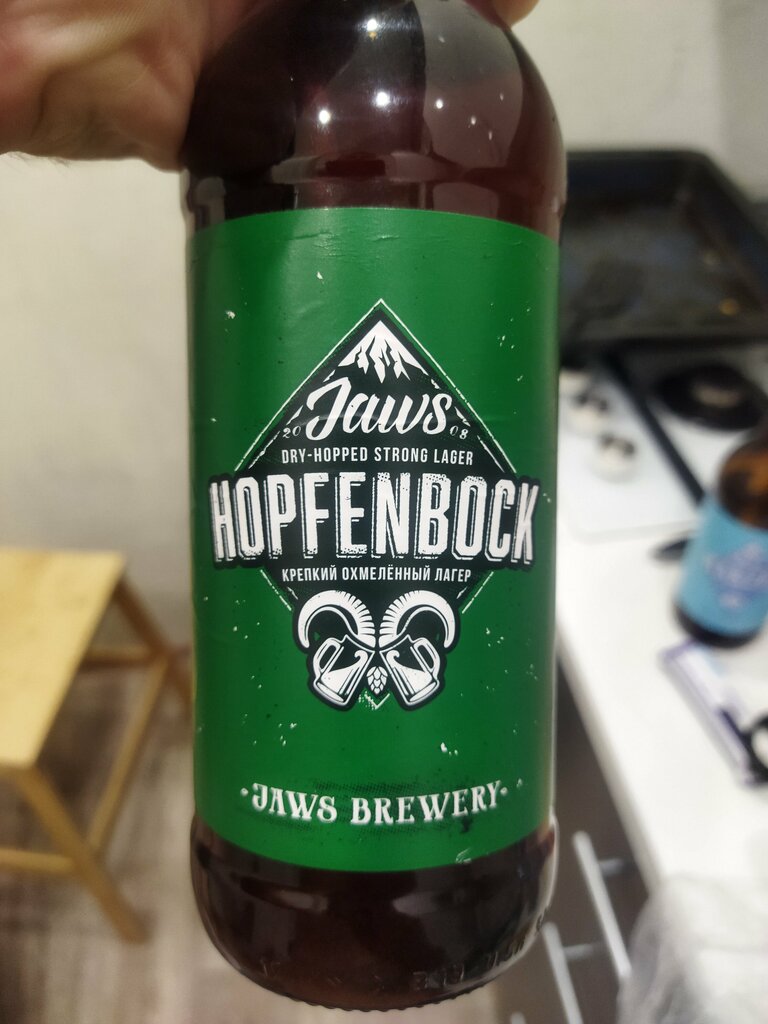 Jaws
20 08
DRY-HOPPED STRONG LAGER
HOPFENBOCK
КРЕПКИЙ ОХМЕЛЁННЫЙ ЛАГЕР
·JAWS BREWERY·